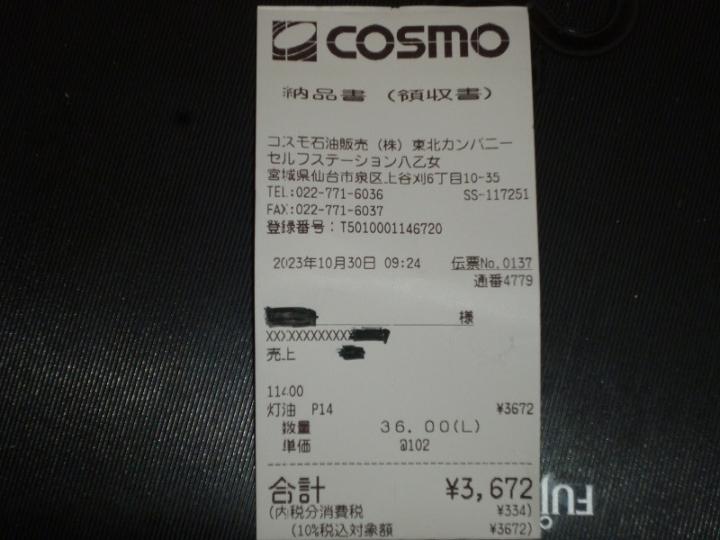 COSMO
納品書 (領収書)
コスモ石油販売 (株) 東北カンパニー
セルフステーション八乙女
宮城県仙台市泉区上谷刈6丁目10-35
TEL:022-771-6036 SS-117251
FAX:022-771-6037
登録番号:T5010001146720
2023年10月30日 09:24 伝票No.0137
通番4779
様
XXXXXXXXXXXX
売上
11400
灯油 P14 ¥3672
数量 36.00(L)
単価 @102
合計 ¥3,672
(内税分消費税 ¥334)
(10%税込対象額 ¥3672)